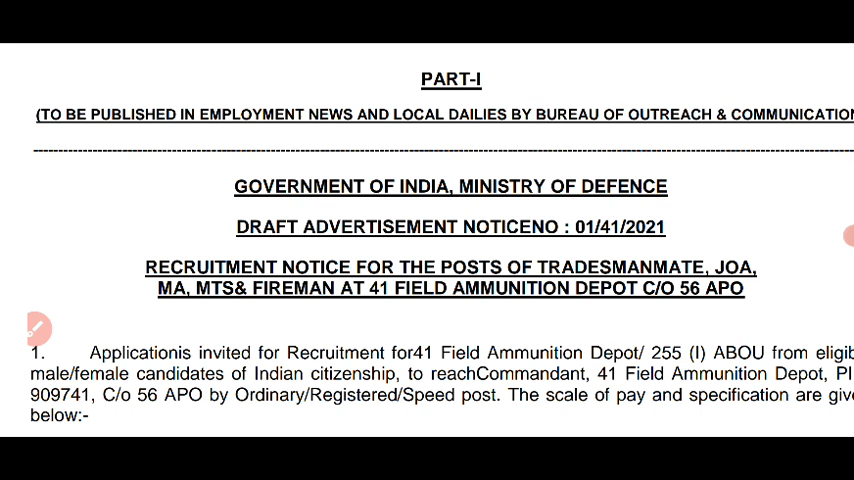 PART-I
(TO BE PUBLISHED IN EMPLOYMENT NEWS AND LOCAL DAILIES BY BUREAU OF OUTREACH & COMMUNICATION
--------------------------------------------------------------------------------
GOVERNMENT OF INDIA, MINISTRY OF DEFENCE
DRAFT ADVERTISEMENT NOTICENO : 01/41/2021
RECRUITMENT NOTICE FOR THE POSTS OF TRADESMANMATE, JOA,
MA, MTS& FIREMAN AT 41 FIELD AMMUNITION DEPOT C/O 56 APO
1. Applicationis invited for Recruitment for41 Field Ammunition Depot/ 255 (I) ABOU from eligib
male/female candidates of Indian citizenship, to reachCommandant, 41 Field Ammunition Depot, PI
909741, C/o 56 APO by Ordinary/Registered/Speed post. The scale of pay and specification are give
below:-